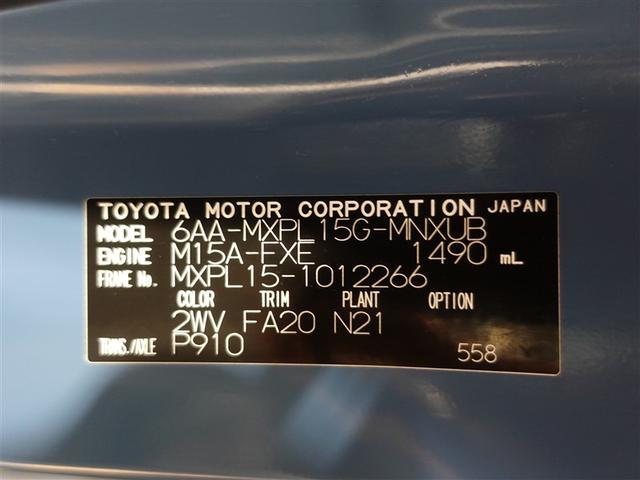 TOYOTA MOTOR CORPORATION JAPAN
MODEL 6AA-MXPL15G-MNXUB
ENGINE M15A-FXE 1490 mL
FRAME No. MXPL15-1012266
COLOR TRIM PLANT OPTION
2WV FA20 N21
TRANS./AXLE P910
558